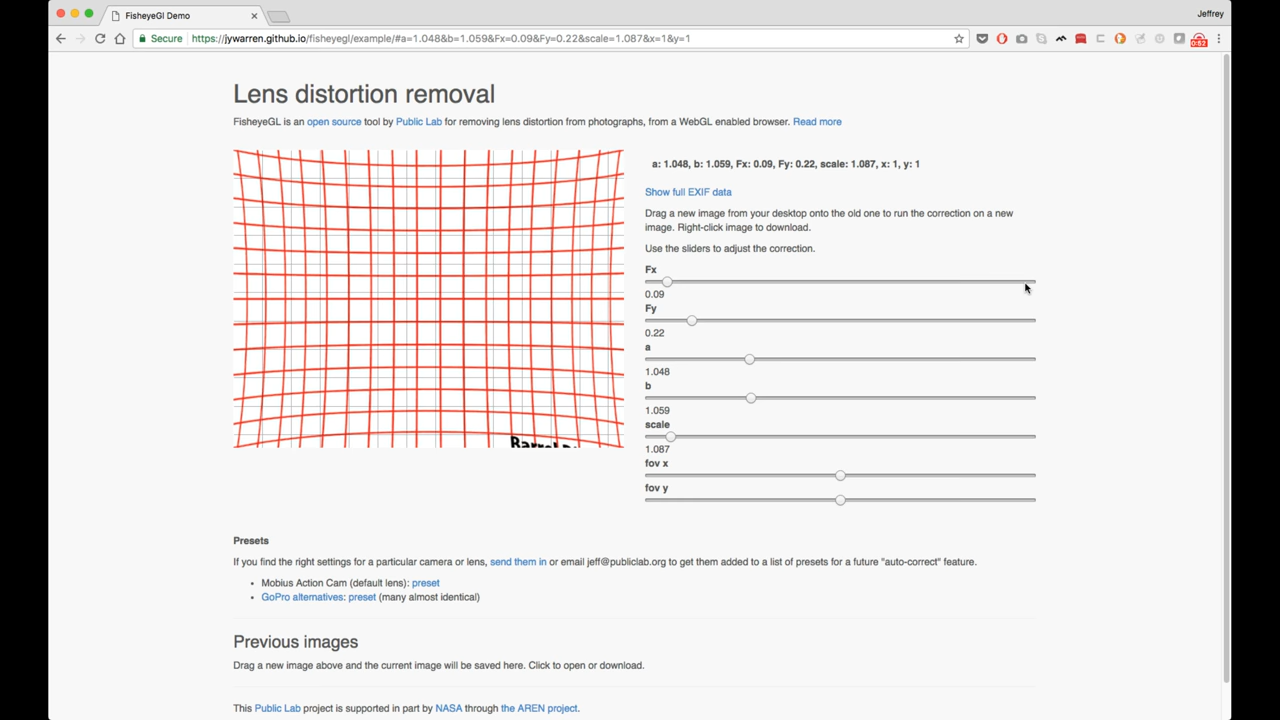 FisheyeGl Demo
Jeffrey
Secure https://jywarren.github.io/fisheyegl/example/#a=1.048&b=1.059&Fx=0.09&Fy=0.22&scale=1.087&x=1&y=1
Lens distortion removal
FisheyeGL is an open source tool by Public Lab for removing lens distortion from photographs, from a WebGL enabled browser. Read more
a: 1.048, b: 1.059, Fx: 0.09, Fy: 0.22, scale: 1.087, x: 1, y: 1
Show full EXIF data
Drag a new image from your desktop onto the old one to run the correction on a new
image. Right-click image to download.
Use the sliders to adjust the correction.
Fx
0.09
Fy
0.22
a
1.048
b
1.059
scale
1.087
fov x
fov y
Barrel
Presets
If you find the right settings for a particular camera or lens, send them in or email jeff@publiclab.org to get them added to a list of presets for a future "auto-correct" feature.
• Mobius Action Cam (default lens): preset
• GoPro alternatives: preset (many almost identical)
Previous images
Drag a new image above and the current image will be saved here. Click to open or download.
This Public Lab project is supported in part by NASA through the AREN project.